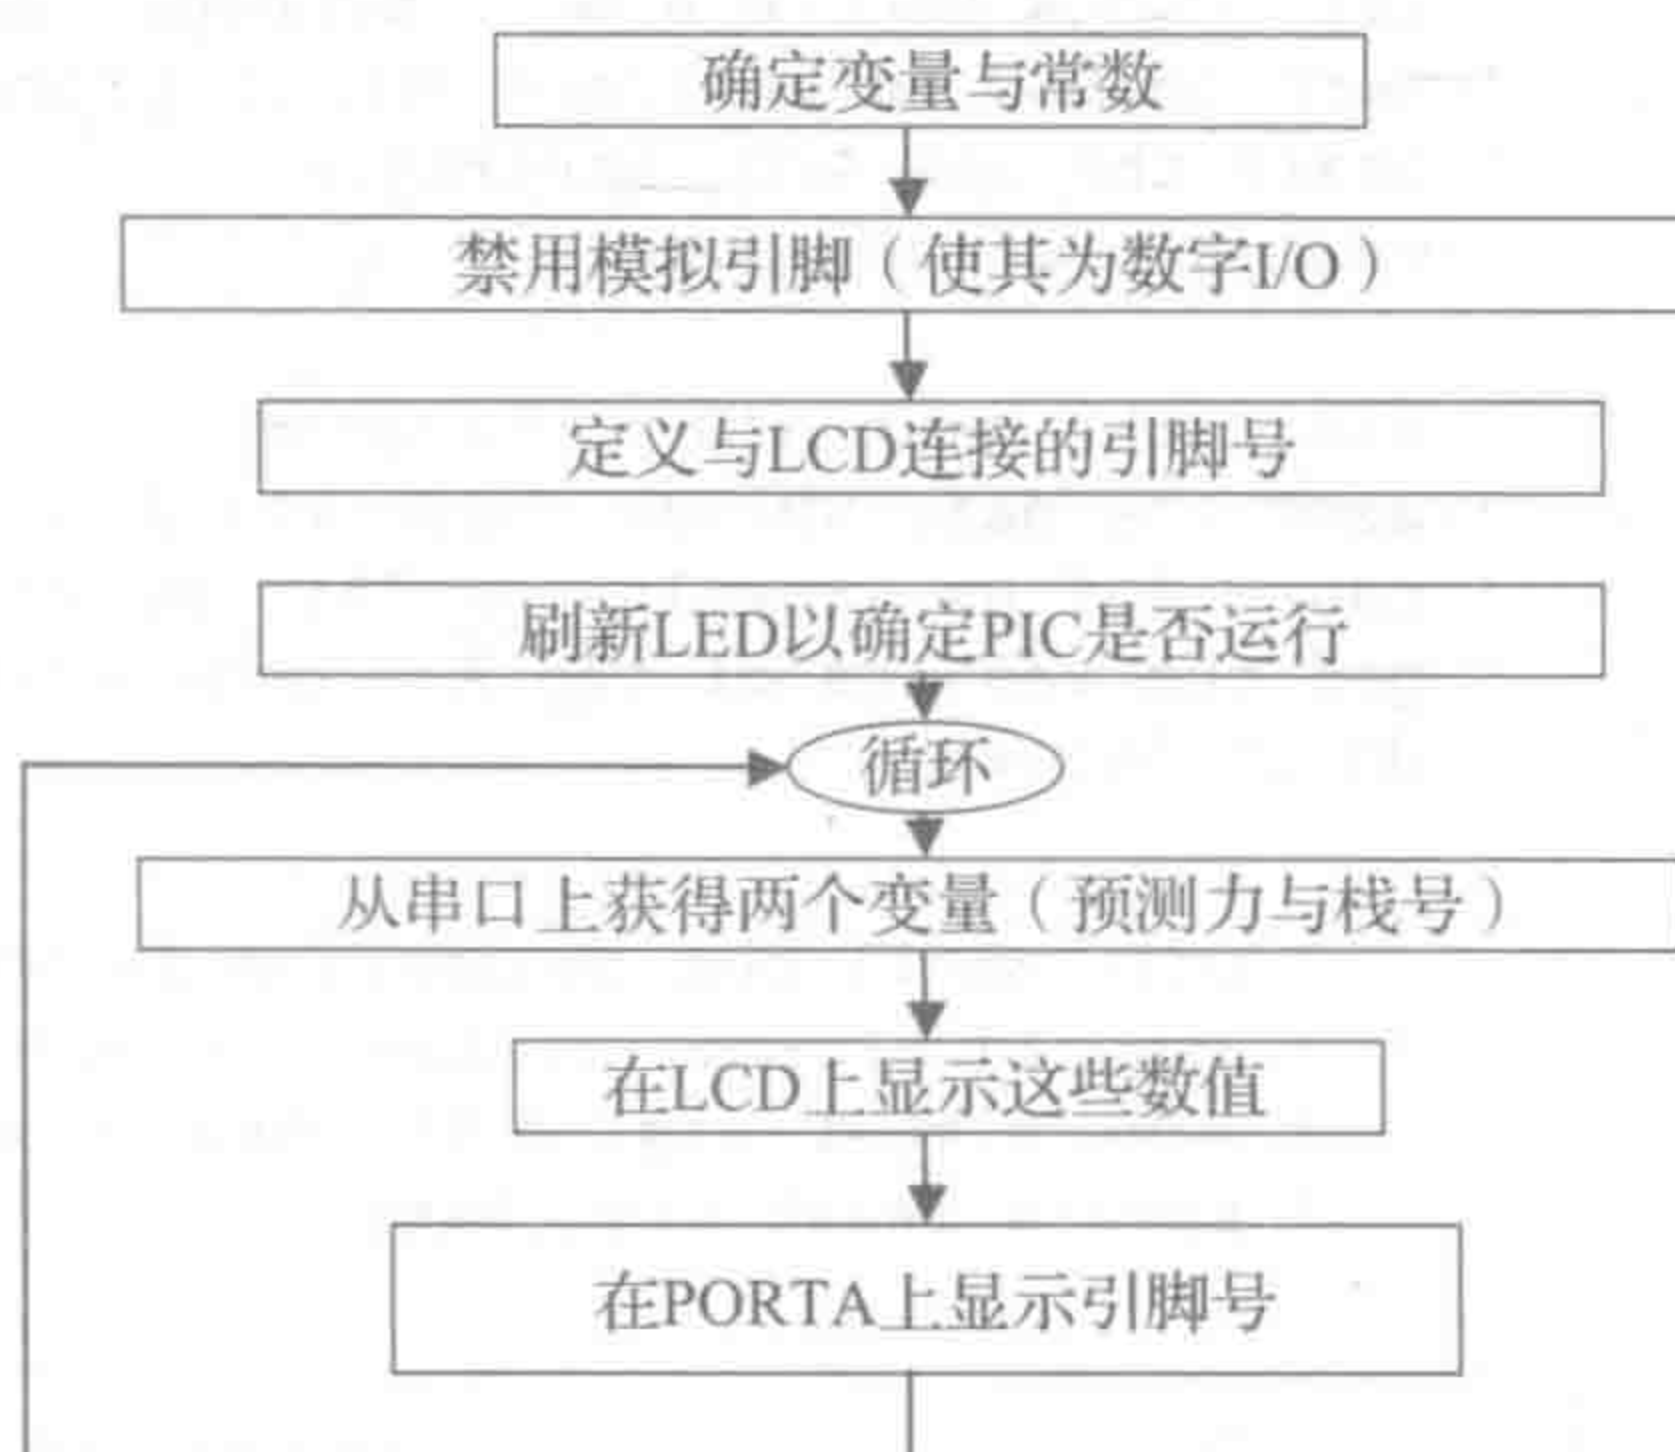 确定变量与常数
禁用模拟引脚（使其为数字I/O）
定义与LCD连接的引脚号
刷新LED以确定PIC是否运行
循环
从串口上获得两个变量（预测力与栈号）
在LCD上显示这些数值
在PORTA上显示引脚号